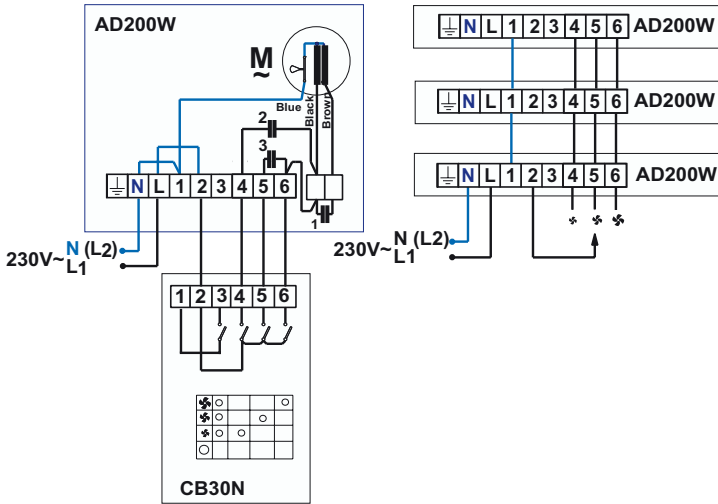 AD200W
M
~
Blue
Black
Brown
2
3
N L 1 2 3 4 5 6
1
230V~ N (L2)
L1
1 2 3 4 5 6
CB30N
N L 1 2 3 4 5 6 AD200W
N L 1 2 3 4 5 6 AD200W
N L 1 2 3 4 5 6 AD200W
230V~ N (L2)
L1